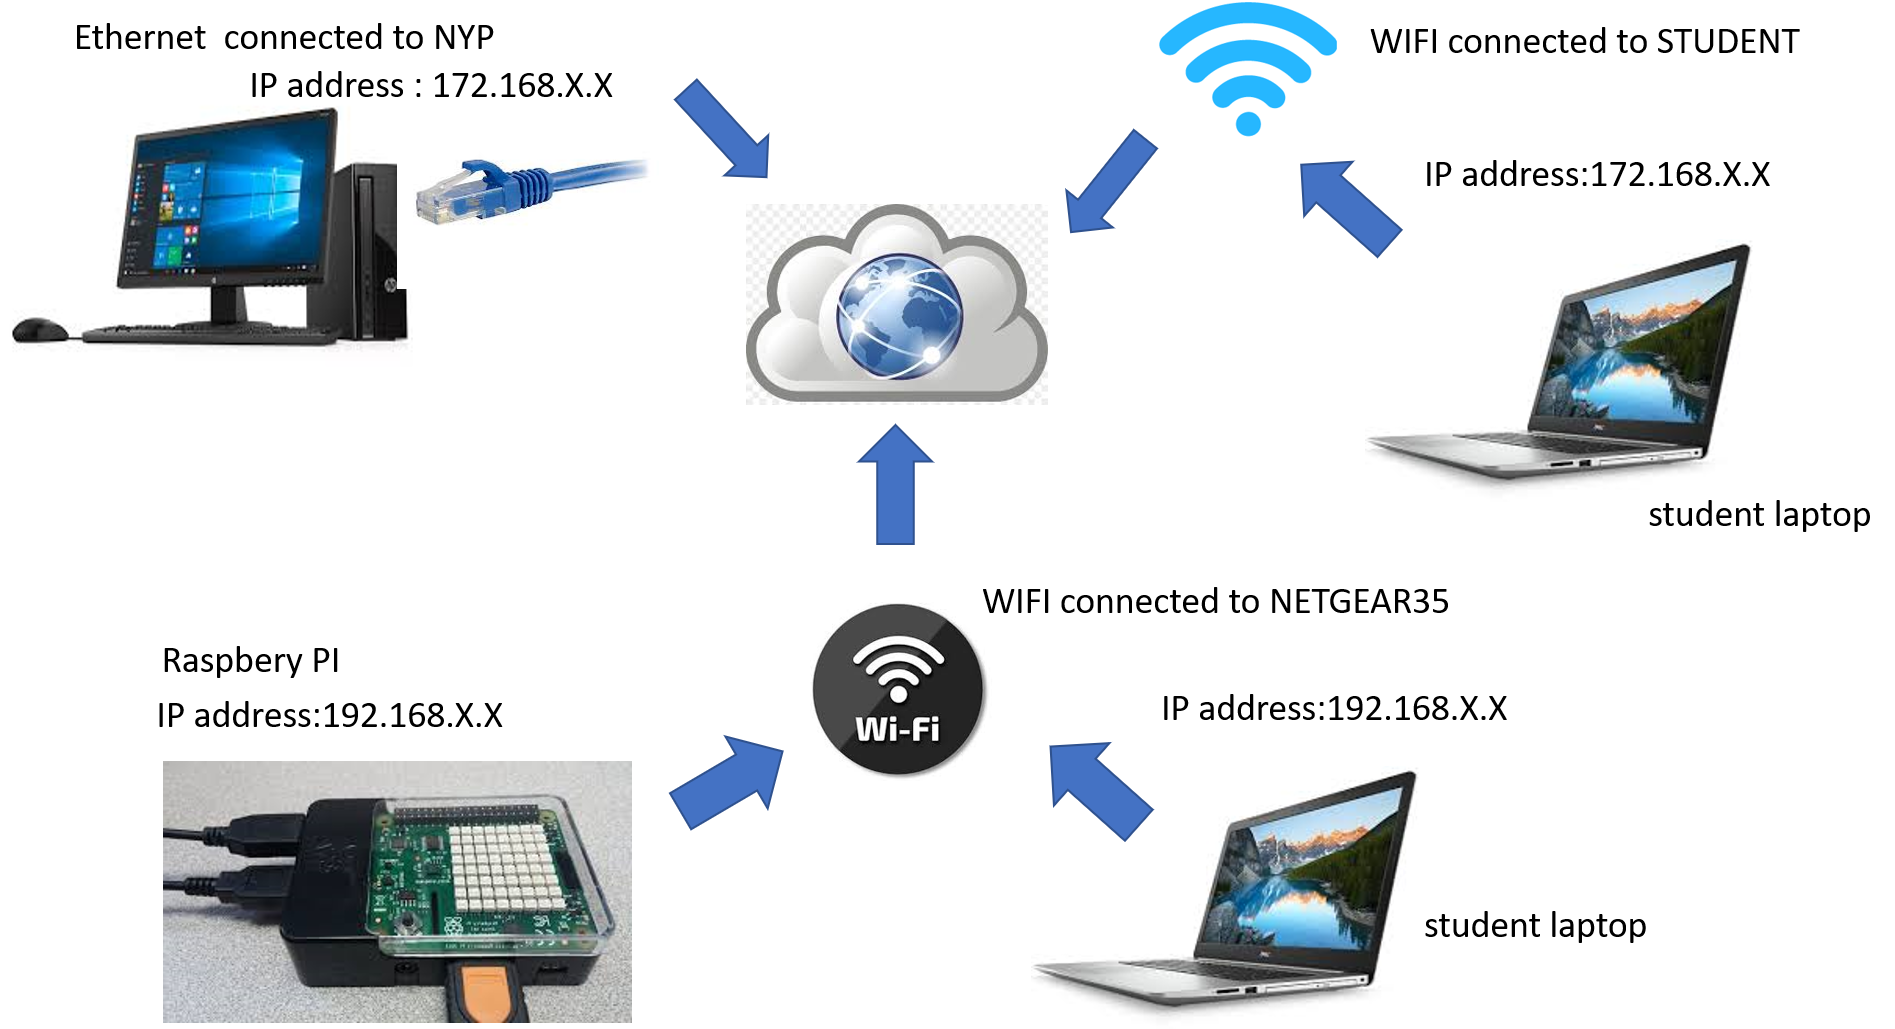 Ethernet  connected to NYP
IP address : 172.168.X.X
WIFI connected to STUDENT
IP address:172.168.X.X
student laptop
WIFI connected to NETGEAR35
Wi-Fi
Raspbery PI
IP address:192.168.X.X
IP address:192.168.X.X
student laptop